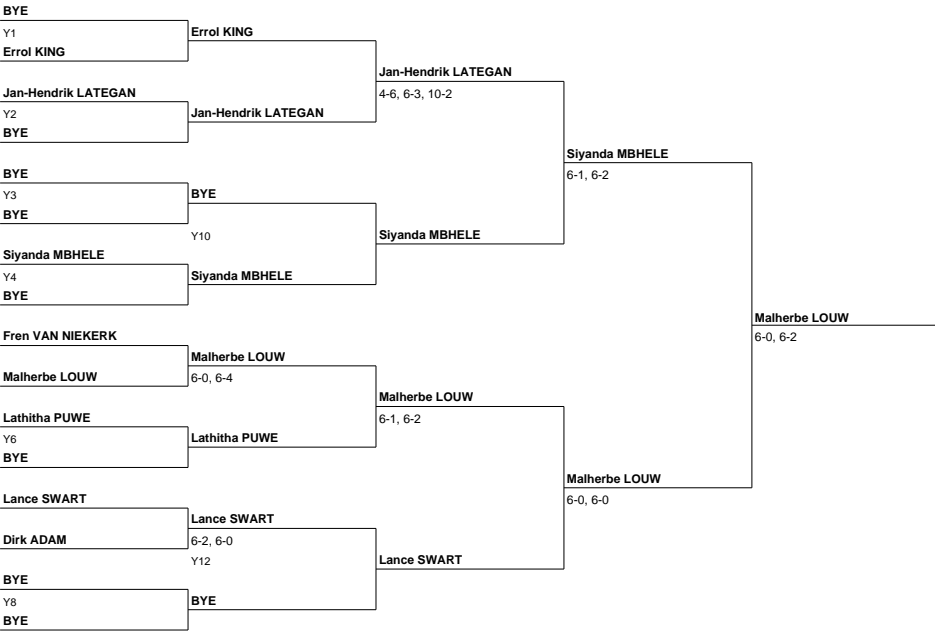 BYE
Y1
Errol KING
Jan-Hendrik LATEGAN
Y2
BYE
BYE
Y3
BYE
Siyanda MBHELE
Y4
BYE
Fren VAN NIEKERK
Malherbe LOUW
Lathitha PUWE
Y6
BYE
Lance SWART
Dirk ADAM
BYE
Y8
BYE
Errol KING
Jan-Hendrik LATEGAN
BYE
Y10
Siyanda MBHELE
Malherbe LOUW
6-0, 6-4
Lathitha PUWE
Lance SWART
6-2, 6-0
Y12
BYE
Jan-Hendrik LATEGAN
4-6, 6-3, 10-2
Siyanda MBHELE
Malherbe LOUW
6-1, 6-2
Lance SWART
Siyanda MBHELE
6-1, 6-2
Malherbe LOUW
6-0, 6-0
Malherbe LOUW
6-0, 6-2